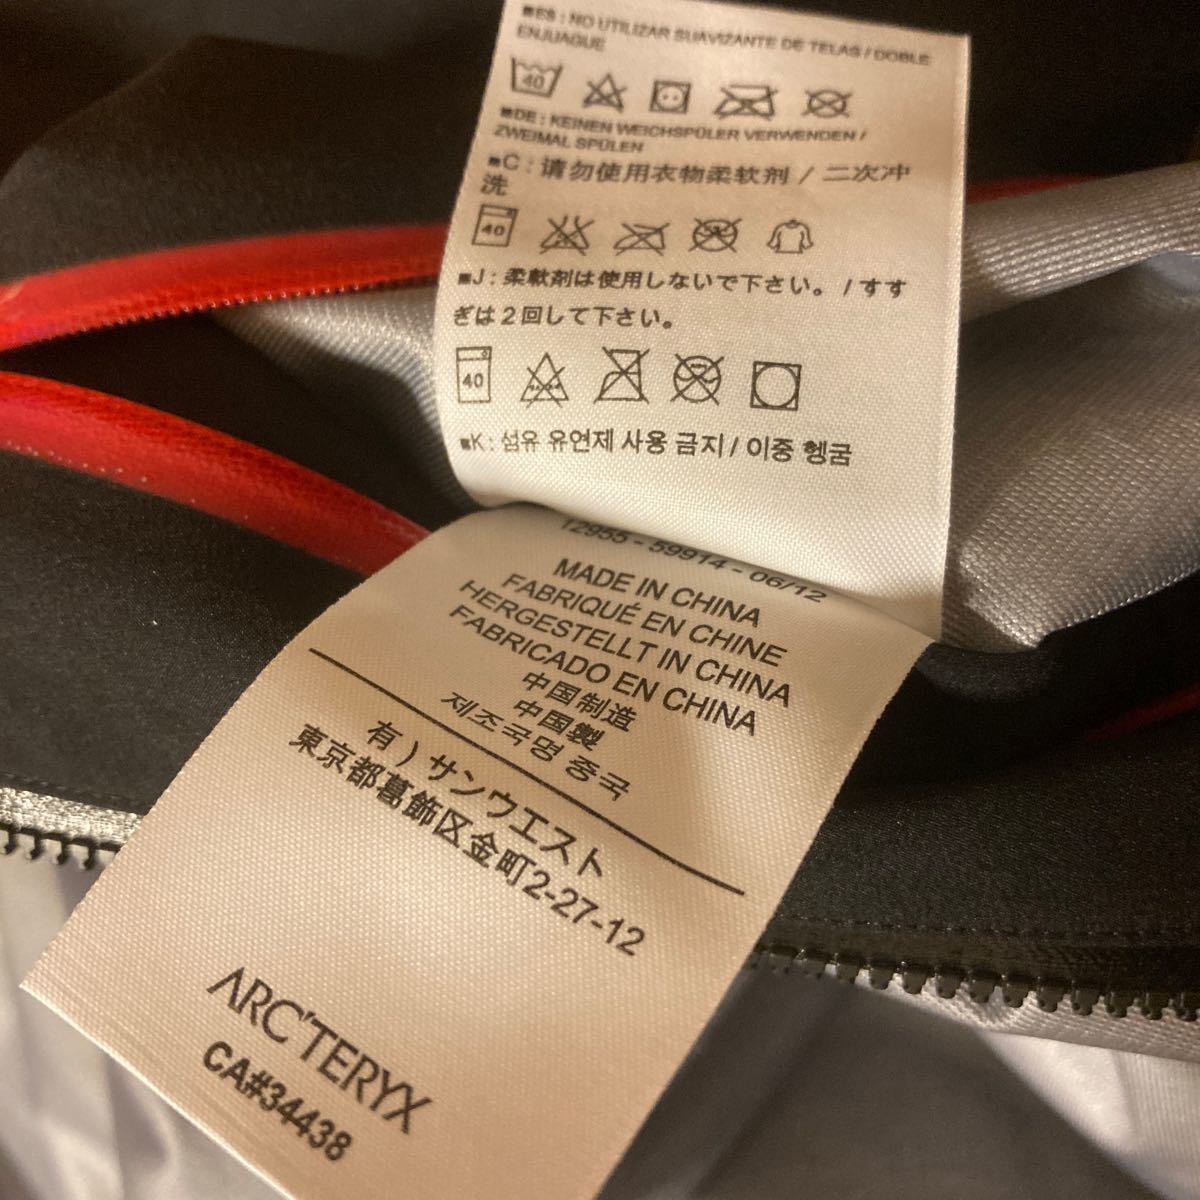 ■ES : NO UTILIZAR SUAVIZANTE DE TELAS / DOBLE
ENJUAGUE
40
■DE : KEINEN WEICHSPÜLER VERWENDEN /
ZWEIMAL SPÜLEN
■C : 请勿使用衣物柔软剂 / 二次冲
洗
40
■J : 柔軟剤は使用しないで下さい。 / すす
ぎは2回して下さい。
40
■K : 섬유 유연제 사용 금지 / 이중 헹굼
12955 - 59914 - 06/12
MADE IN CHINA
FABRIQUÉ EN CHINE
HERGESTELLT IN CHINA
FABRICADO EN CHINA
中国制造
中国製
제조국명 중국
有）サンウエスト
東京都葛飾区金町2-27-12
ARC'TERYX
CA#34438